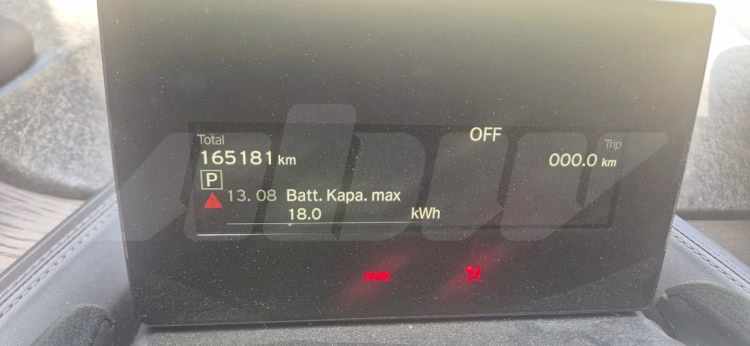 OFF
Total
Trip
165181 km
000.0 km
P
13. 08 Batt. Kapa. max
18.0 kWh